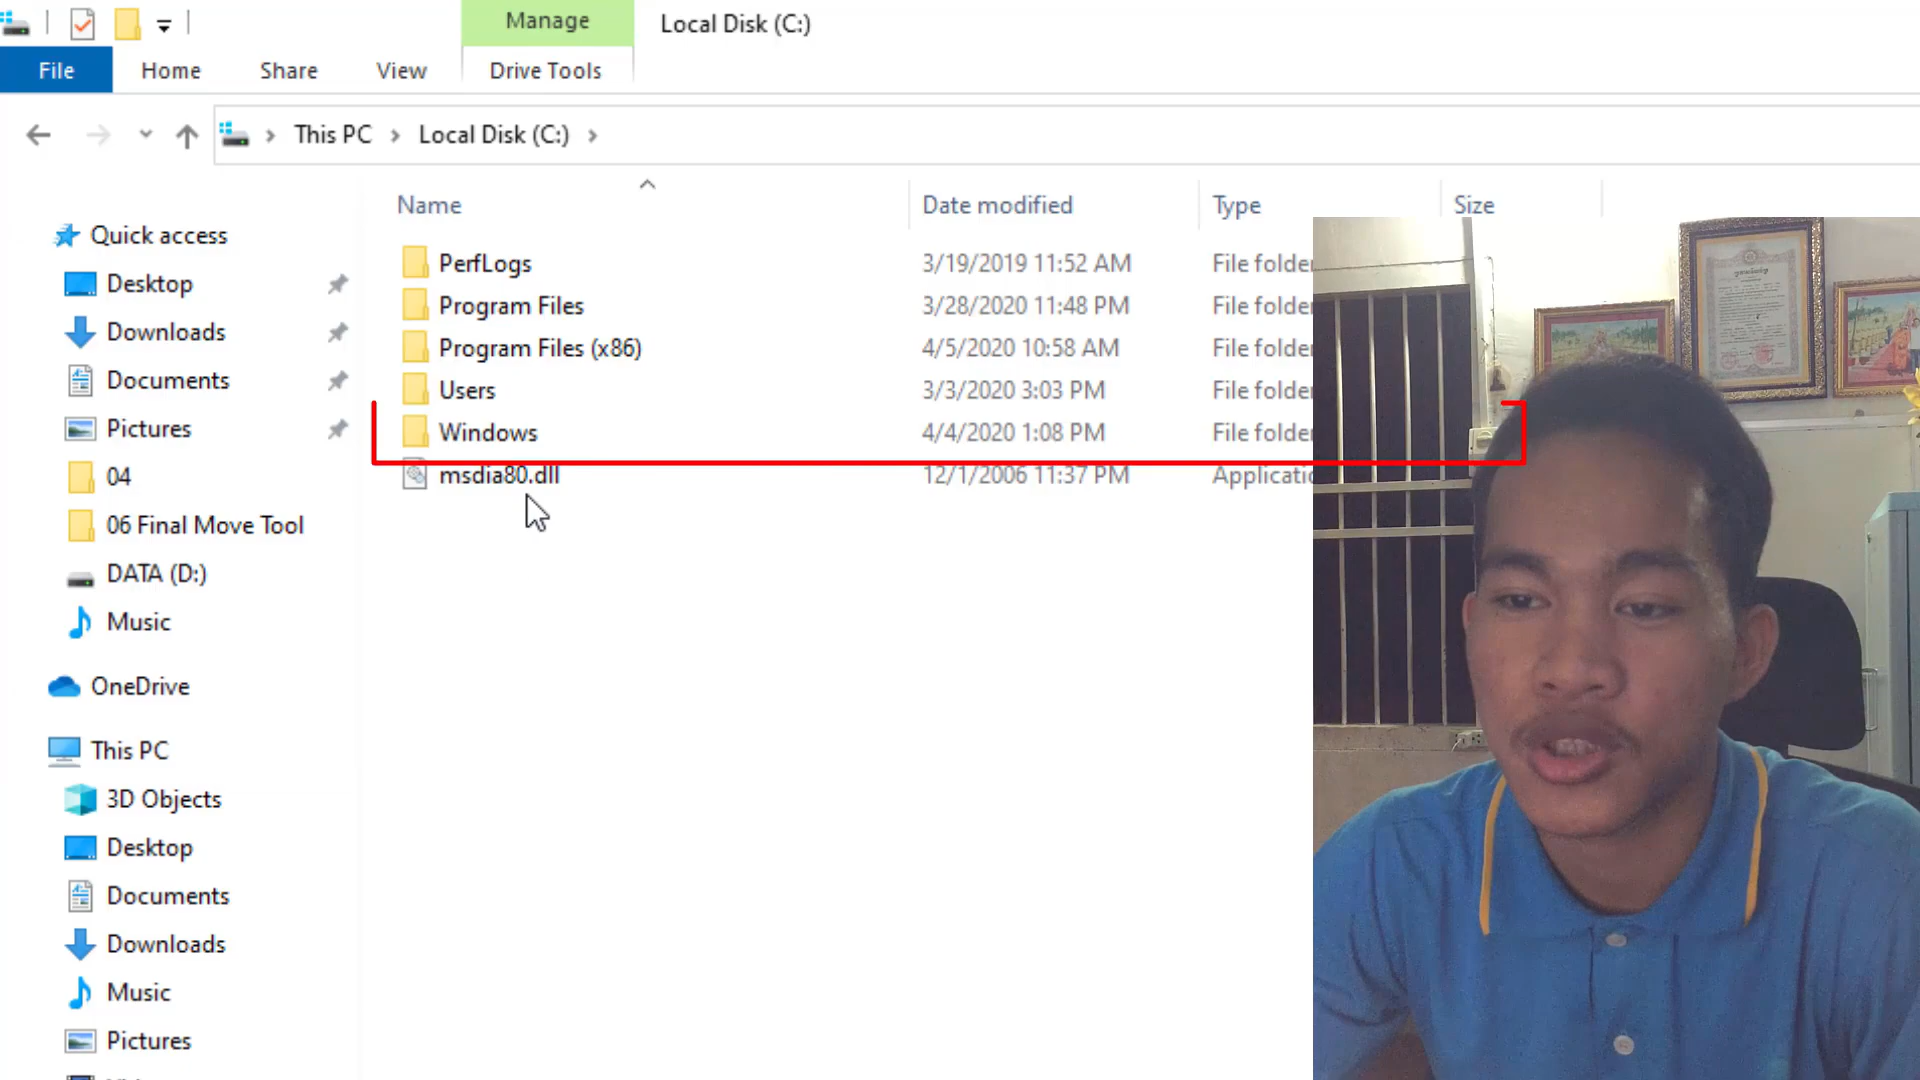 Manage
Local Disk (C:)
File
Home
Share
View
Drive Tools
This PC
Local Disk (C:)
Name
Date modified
Type
Size
Quick access
Desktop
Downloads
Documents
Pictures
04
06 Final Move Tool
DATA (D:)
Music
OneDrive
This PC
3D Objects
Desktop
Documents
Downloads
Music
Pictures
PerfLogs 3/19/2019 11:52 AM File folder
Program Files 3/28/2020 11:48 PM File folder
Program Files (x86) 4/5/2020 10:58 AM File folder
Users 3/3/2020 3:03 PM File folder
Windows 4/4/2020 1:08 PM File folder
msdia80.dll 12/1/2006 11:37 PM Applicatio